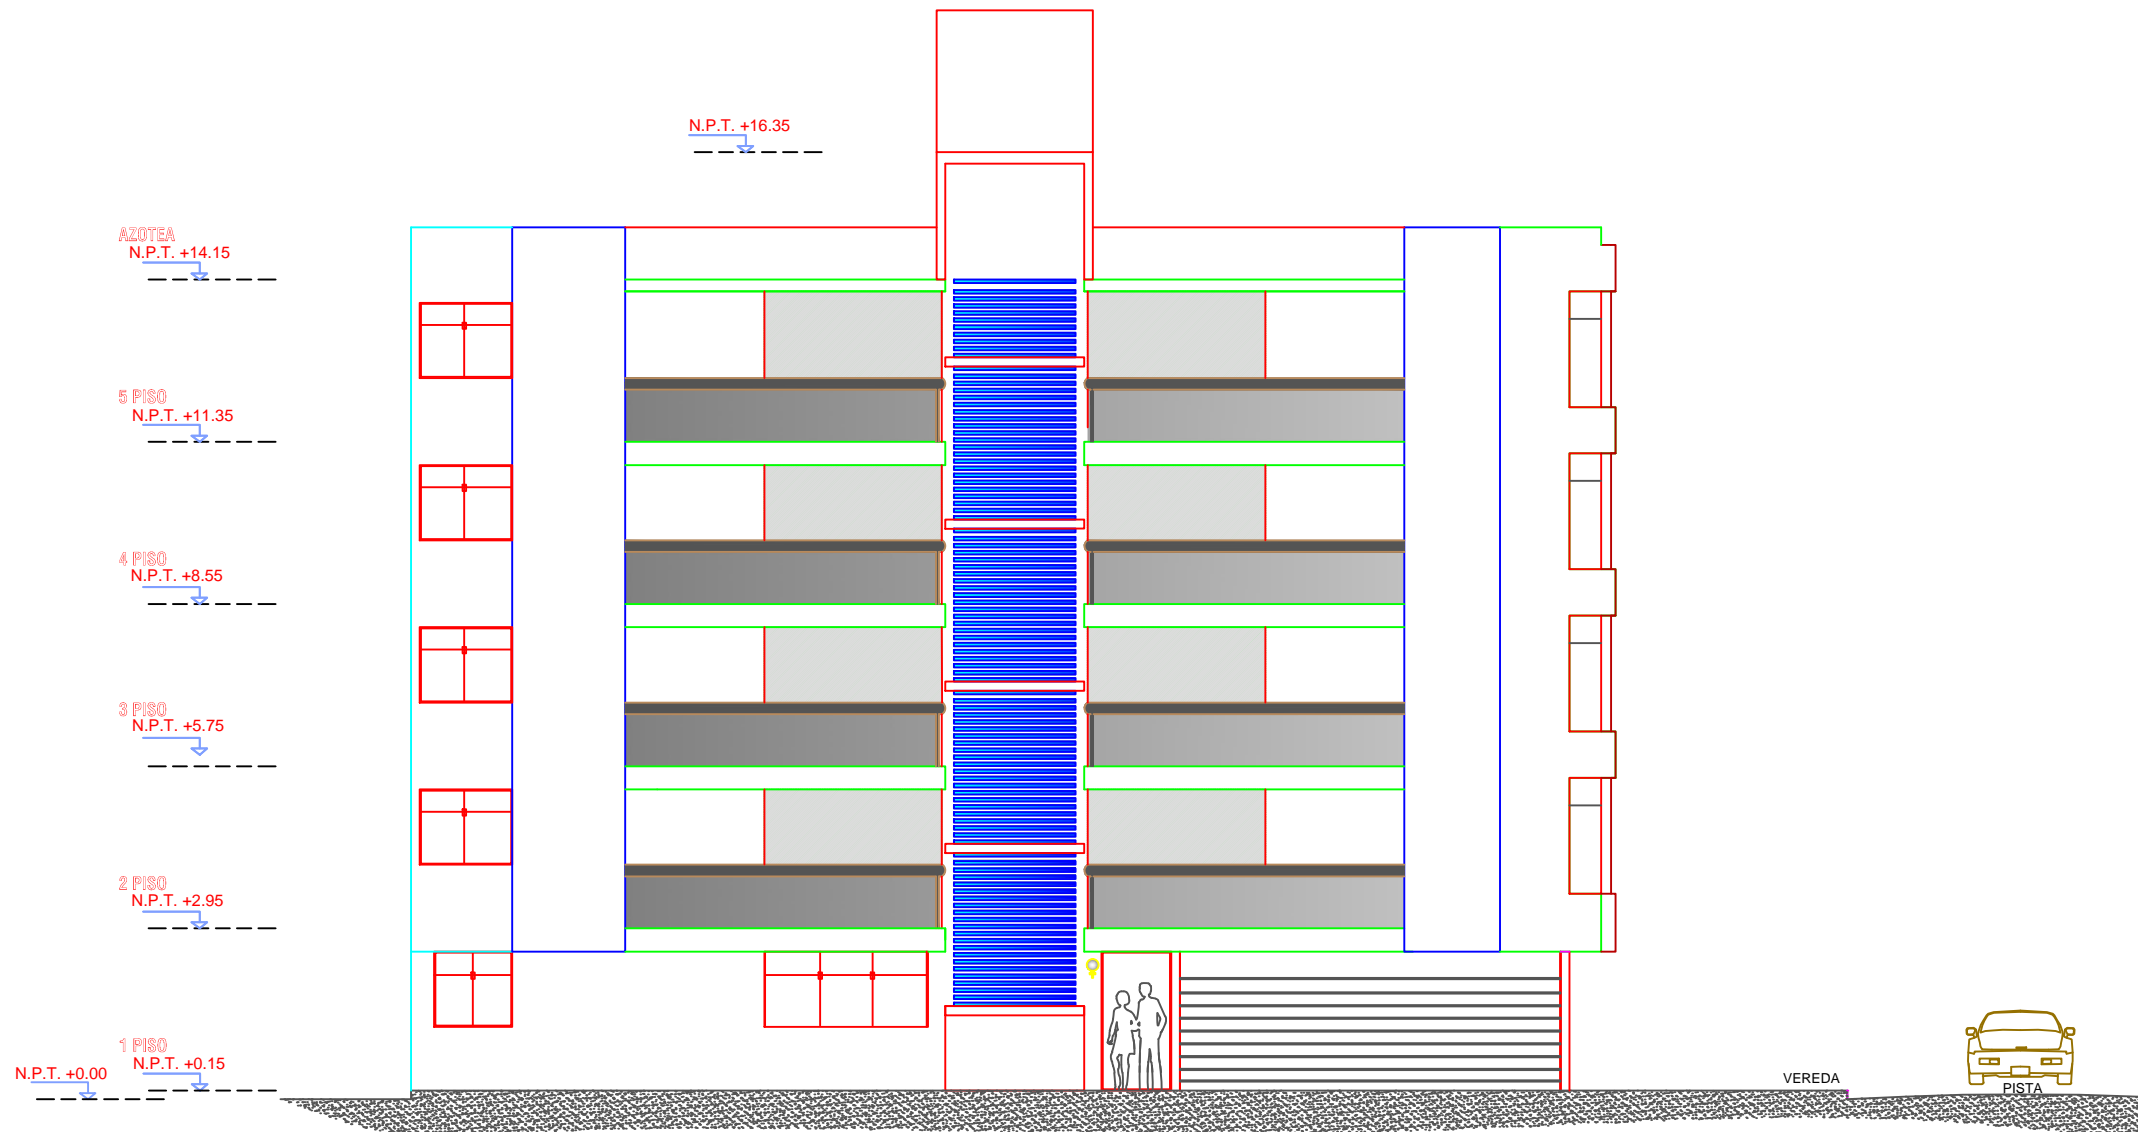 N.P.T. +16.35
AZOTEA
N.P.T. +14.15
5 PISO
N.P.T. +11.35
4 PISO
N.P.T. +8.55
3 PISO
N.P.T. +5.75
2 PISO
N.P.T. +2.95
1 PISO
N.P.T. +0.15
N.P.T. +0.00
VEREDA
PISTA